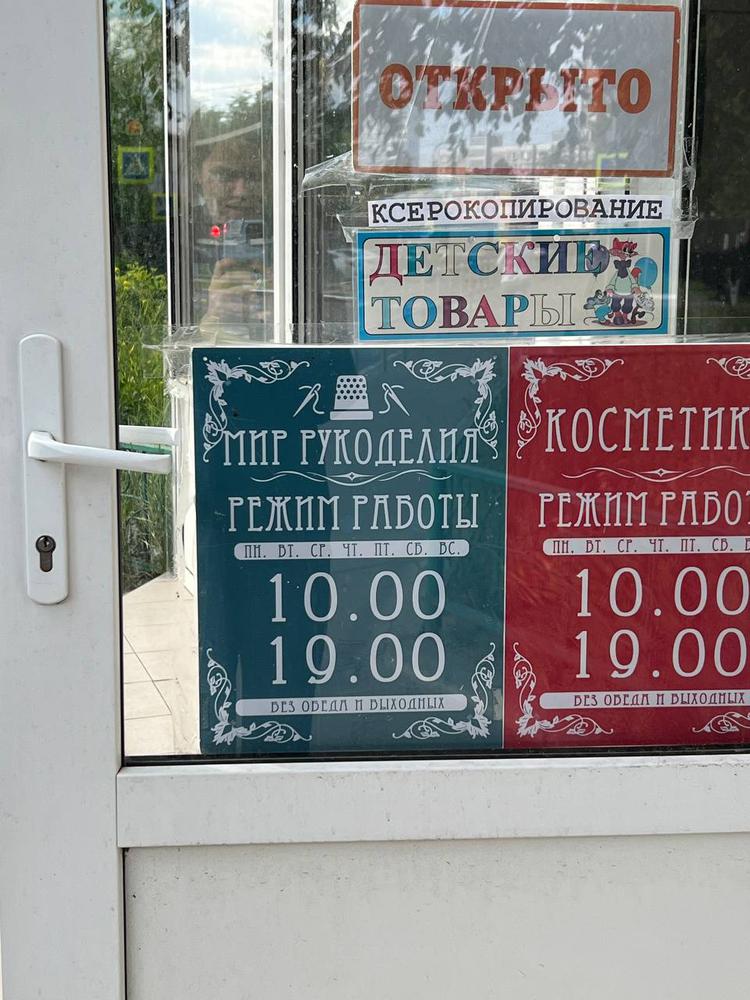 ОТКРЫТО
КСЕРОКОПИРОВАНИЕ
ДЕТСКИЕ
ТОВАРЫ
МИР РУКОДЕЛИЯ
РЕЖИМ РАБОТЫ
ПН. ВТ. СР. ЧТ. ПТ. СБ. ВС.
10.00
19.00
БЕЗ ОБЕДА И ВЫХОДНЫХ
КОСМЕТИК
РЕЖИМ РАБОТ
ПН. ВТ. СР. ЧТ. ПТ. СБ. В
10.00
19.00
БЕЗ ОБЕДА И ВЫХОДНЫХ